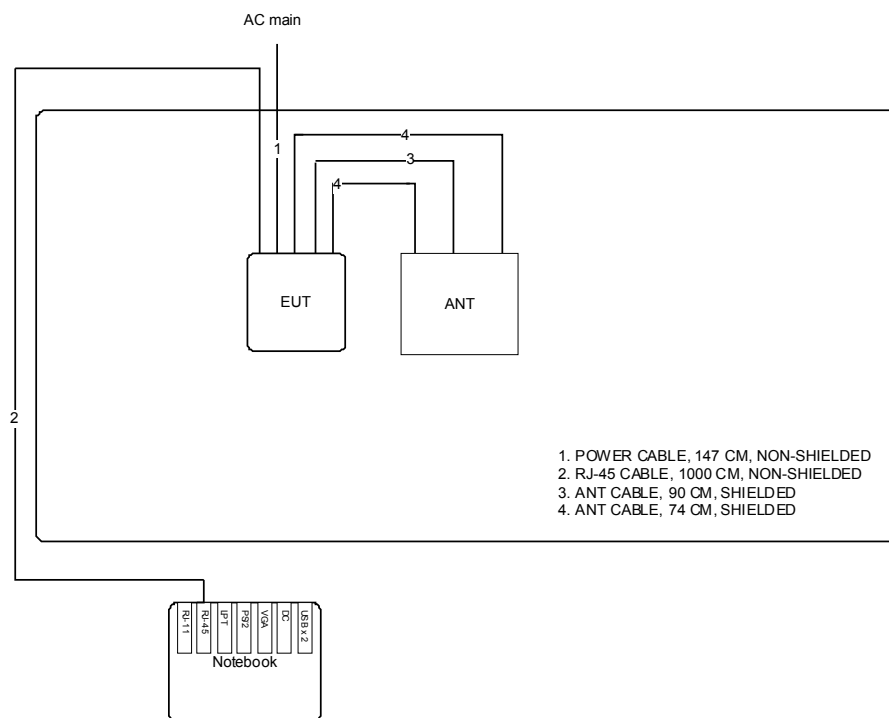 AC main
4
1
3
4
EUT
ANT
2
1. POWER CABLE, 147 CM, NON-SHIELDED
2. RJ-45 CABLE, 1000 CM, NON-SHIELDED
3. ANT CABLE, 90 CM, SHIELDED
4. ANT CABLE, 74 CM, SHIELDED
RJ-11
RJ-45
LPT
PS2
VGA
DC
USB x 2
Notebook